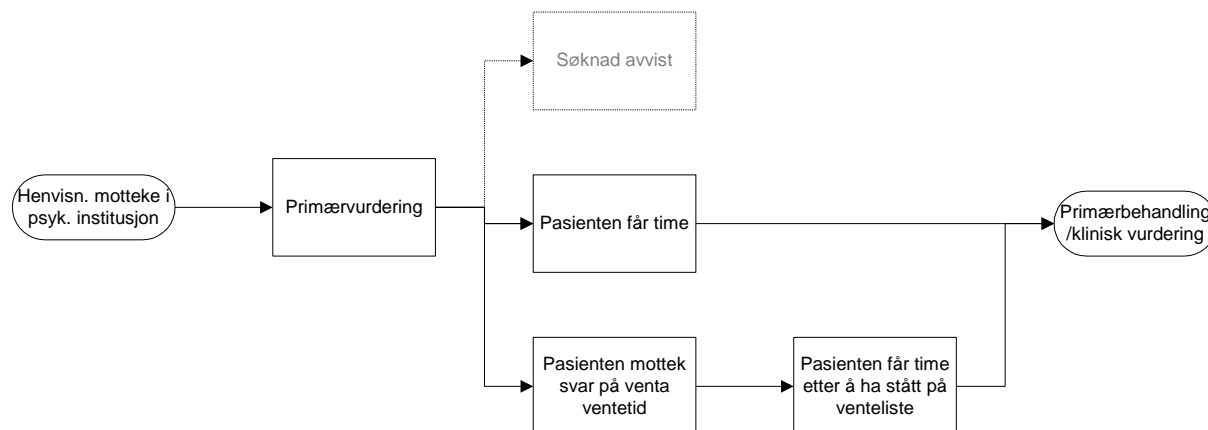 Søknad avvist
Henvisn. motteke i
psyk. institusjon
Primærvurdering
Pasienten får time
Primærbehandling
/klinisk vurdering
Pasienten mottek
svar på venta
ventetid
Pasienten får time
etter å ha stått på
venteliste